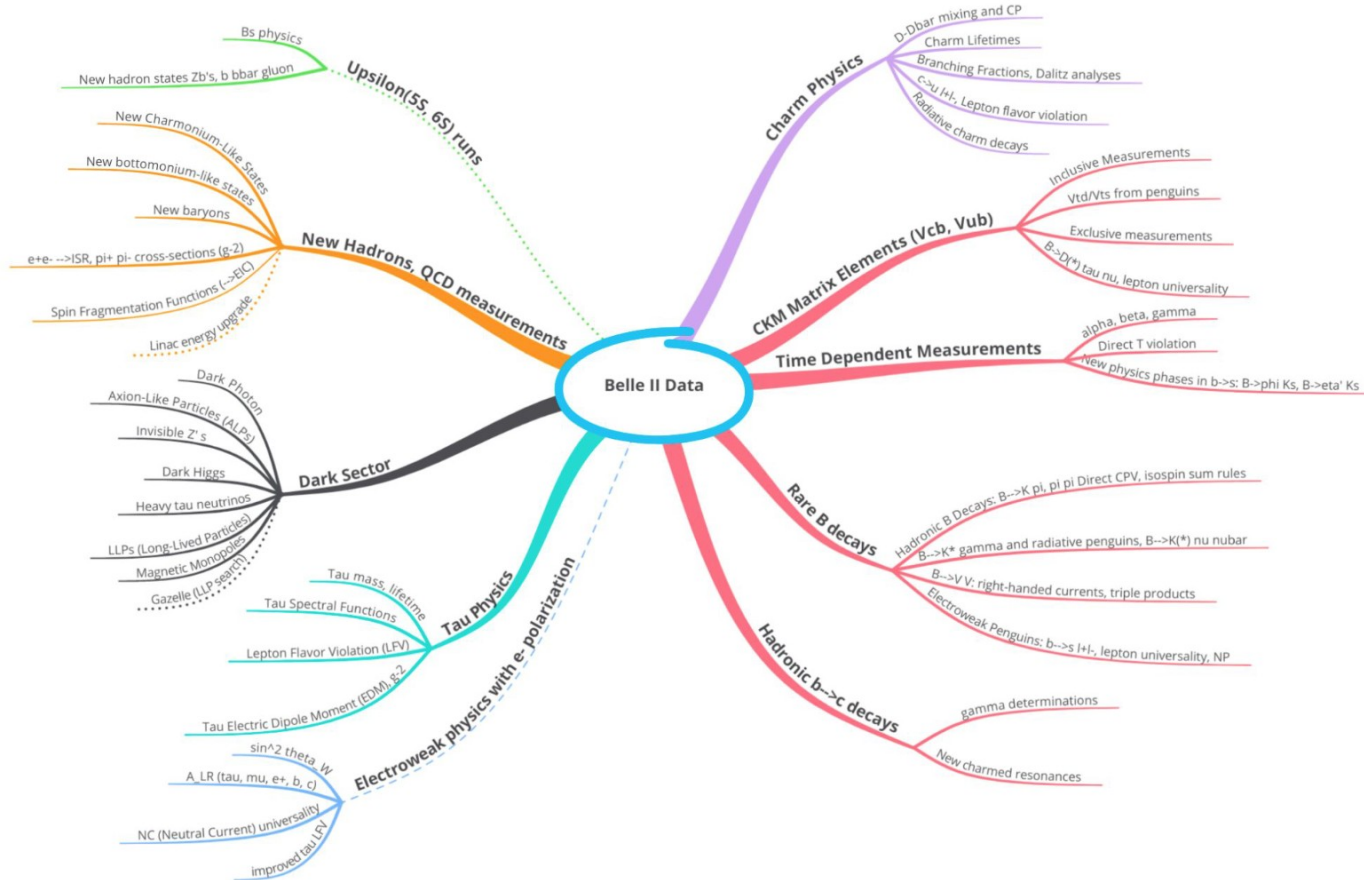 Belle II Data
Upsilon(5S, 6S) runs
Bs physics
New hadron states Zb's, b bbar gluon
New Hadrons, QCD measurements
New Charmonium-Like States
New bottomonium-like states
New baryons
e+e- -->ISR, pi+ pi- cross-sections (g-2)
Spin Fragmentation Functions (-->EIC)
Linac energy upgrade
Dark Sector
Dark Photon
Axion-Like Particles (ALPs)
Invisible Z' s
Dark Higgs
Heavy tau neutrinos
LLPs (Long-Lived Particles)
Magnetic Monopoles
Gazelle (LLP search)
Tau Physics
Tau mass, lifetime
Tau Spectral Functions
Lepton Flavor Violation (LFV)
Tau Electric Dipole Moment (EDM), g-2
Electroweak physics with e- polarization
sin^2 theta_W
A_LR (tau, mu, e+, b, c)
NC (Neutral Current) universality
improved tau LFV
Charm Physics
D-Dbar mixing and CP
Charm Lifetimes
Branching Fractions, Dalitz analyses
c->u l+l-, Lepton flavor violation
Radiative charm decays
CKM Matrix Elements (Vcb, Vub)
Inclusive Measurements
Vtd/Vts from penguins
Exclusive measurements
B->D(*) tau nu, lepton universality
Time Dependent Measurements
alpha, beta, gamma
Direct T violation
New physics phases in b->s: B->phi Ks, B->eta' Ks
Rare B decays
Hadronic B Decays: B-->K pi, pi pi Direct CPV, isospin sum rules
B-->K* gamma and radiative penguins, B-->K(*) nu nubar
B-->V V: right-handed currents, triple products
Electroweak Penguins: b-->s l+l-, lepton universality, NP
Hadronic b-->c decays
gamma determinations
New charmed resonances